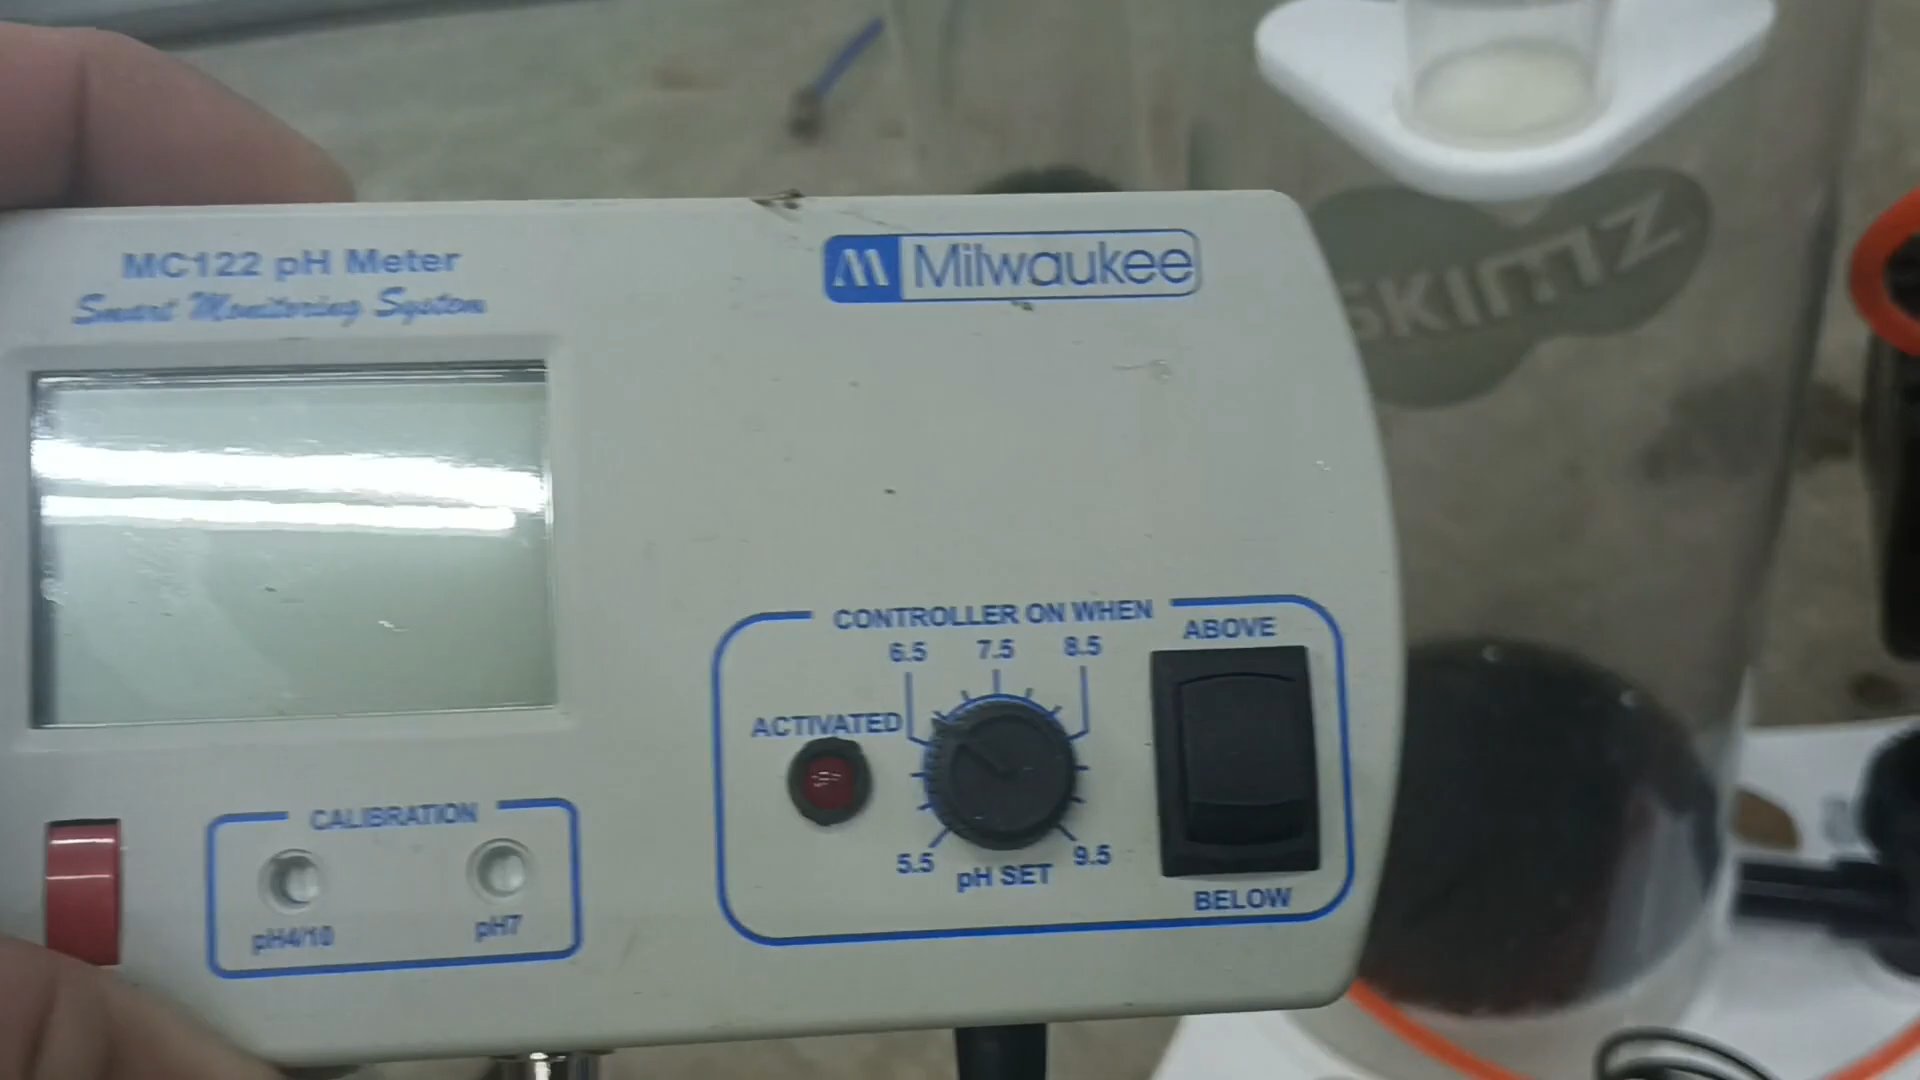 MC122 pH Meter
Smart Monitoring System
Milwaukee
SKIMZ
CONTROLLER ON WHEN
6.5 7.5 8.5
ABOVE
ACTIVATED
5.5 9.5
pH SET
BELOW
CALIBRATION
pH4/10 pH7